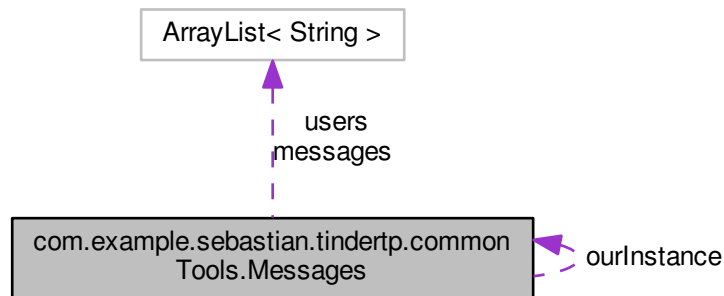 ArrayList< String >
users
messages
com.example.sebastian.tindertp.common
Tools.Messages
ourInstance